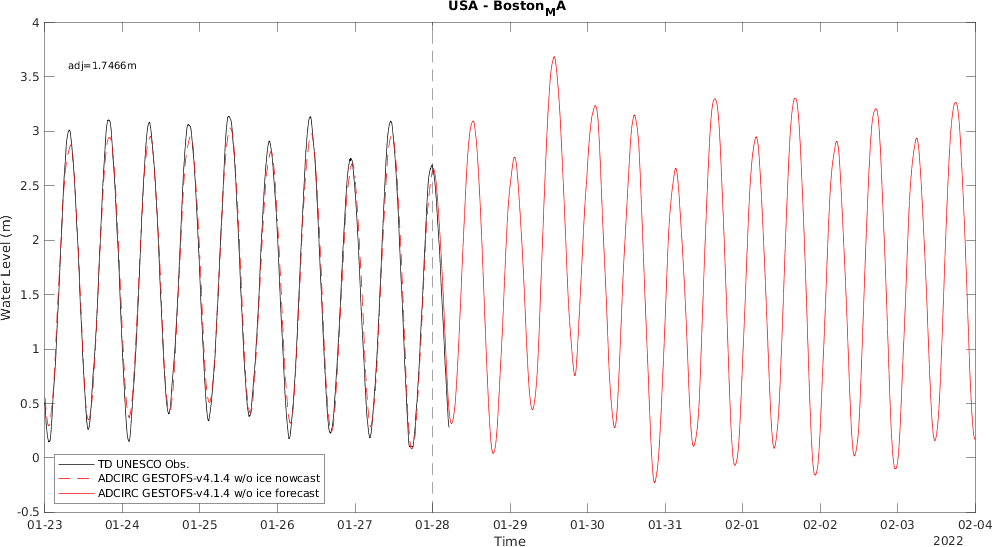 USA - Boston_MA
4
3.5
3
2.5
2
1.5
1
0.5
0
-0.5
Water Level (m)
adj=1.7466m
TD UNESCO Obs.
ADCIRC GESTOFS-v4.1.4 w/o ice nowcast
ADCIRC GESTOFS-v4.1.4 w/o ice forecast
01-23 01-24 01-25 01-26 01-27 01-28 01-29 01-30 01-31 02-01 02-02 02-03 02-04
Time
2022